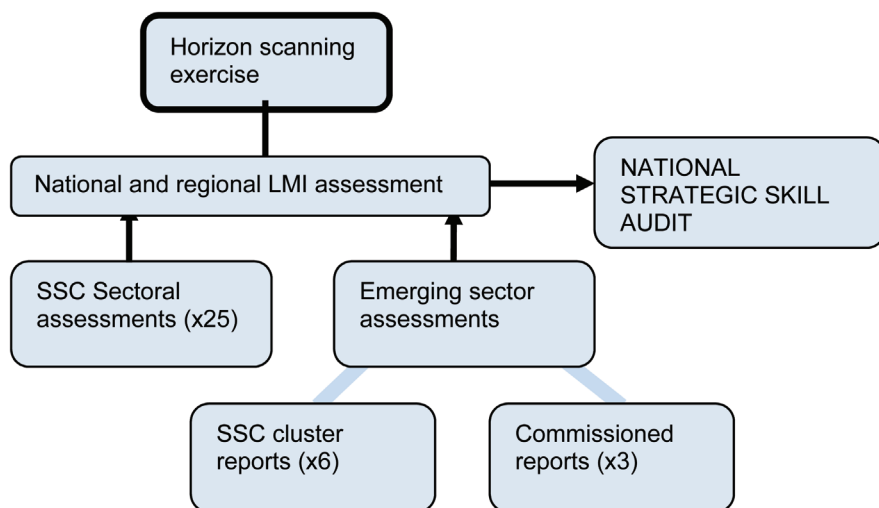 Horizon scanning
exercise
National and regional LMI assessment
NATIONAL
STRATEGIC SKILL
AUDIT
SSC Sectoral
assessments (x25)
Emerging sector
assessments
SSC cluster
reports (x6)
Commissioned
reports (x3)